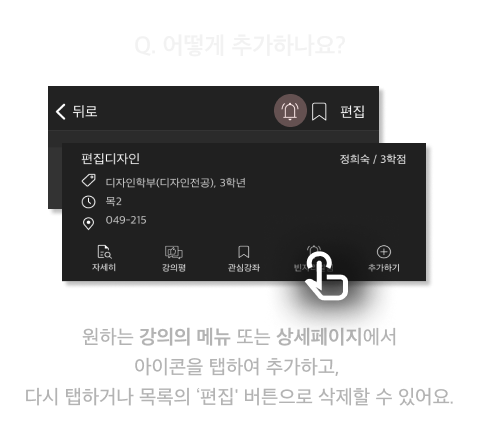 Q. 어떻게 추가하나요?
뒤로
편집
편집디자인
정희숙 / 3학점
디자인학부(디자인전공), 3학년
목2
049-215
자세히
강의평
관심강좌
추가하기
원하는 강의의 메뉴 또는 상세페이지에서
아이콘을 탭하여 추가하고,
다시 탭하거나 목록의 '편집' 버튼으로 삭제할 수 있어요.